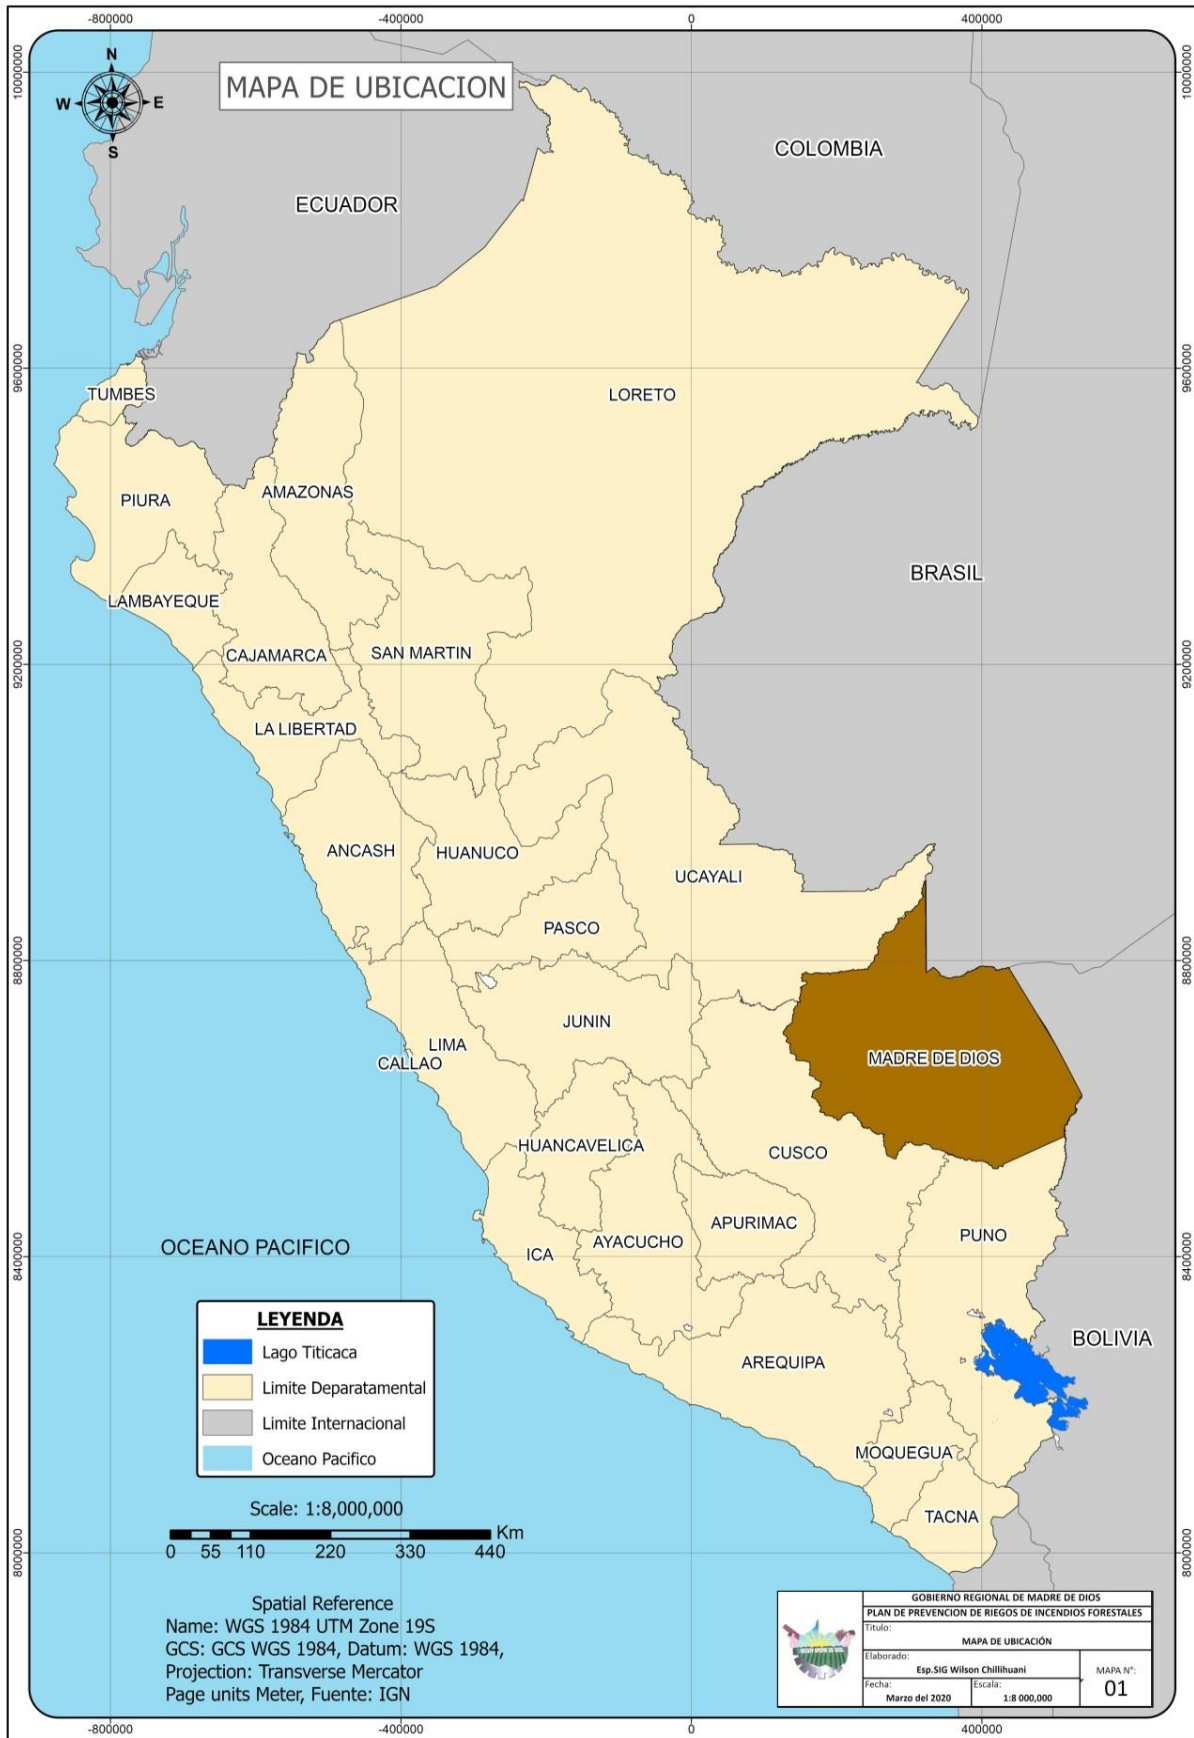 -800000
-400000
0
400000
N
W
E
S
MAPA DE UBICACION
10000000
10000000
COLOMBIA
ECUADOR
9600000
9600000
TUMBES
LORETO
AMAZONAS
PIURA
BRASIL
LAMBAYEQUE
CAJAMARCA
SAN MARTIN
9200000
9200000
LA LIBERTAD
ANCASH
HUANUCO
UCAYALI
PASCO
8800000
8800000
JUNIN
LIMA
CALLAO
MADRE DE DIOS
HUANCAVELICA
CUSCO
APURIMAC
AYACUCHO
ICA
PUNO
OCEANO PACIFICO
8400000
8400000
BOLIVIA
AREQUIPA
MOQUEGUA
TACNA
LEYENDA
Lago Titicaca
Limite Deparatamental
Limite Internacional
Oceano Pacifico
Scale: 1:8,000,000
Km
0 55 110 220 330 440
8000000
8000000
Spatial Reference
Name: WGS 1984 UTM Zone 19S
GCS: GCS WGS 1984, Datum: WGS 1984,
Projection: Transverse Mercator
Page units Meter, Fuente: IGN
GOBIERNO REGIONAL DE MADRE DE DIOS
PLAN DE PREVENCION DE RIEGOS DE INCENDIOS FORESTALES
Titulo:
MAPA DE UBICACIÓN
Elaborado:
Esp.SIG Wilson Chillihuani
Fecha:
Marzo del 2020
Escala:
1:8 000,000
MAPA N°:
01
-800000
-400000
0
400000